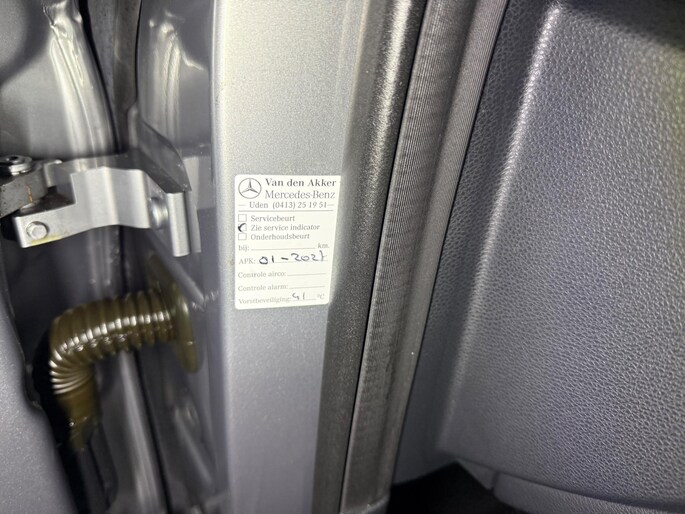 Van den Akker
Mercedes-Benz
Uden (0413) 25 19 51
Servicebeurt
Zie service indicator
Onderhoudsbeurt
bij: km.
APK: 01-2027
Controle airco:
Controle alarm:
Vorstbeveiliging: °C